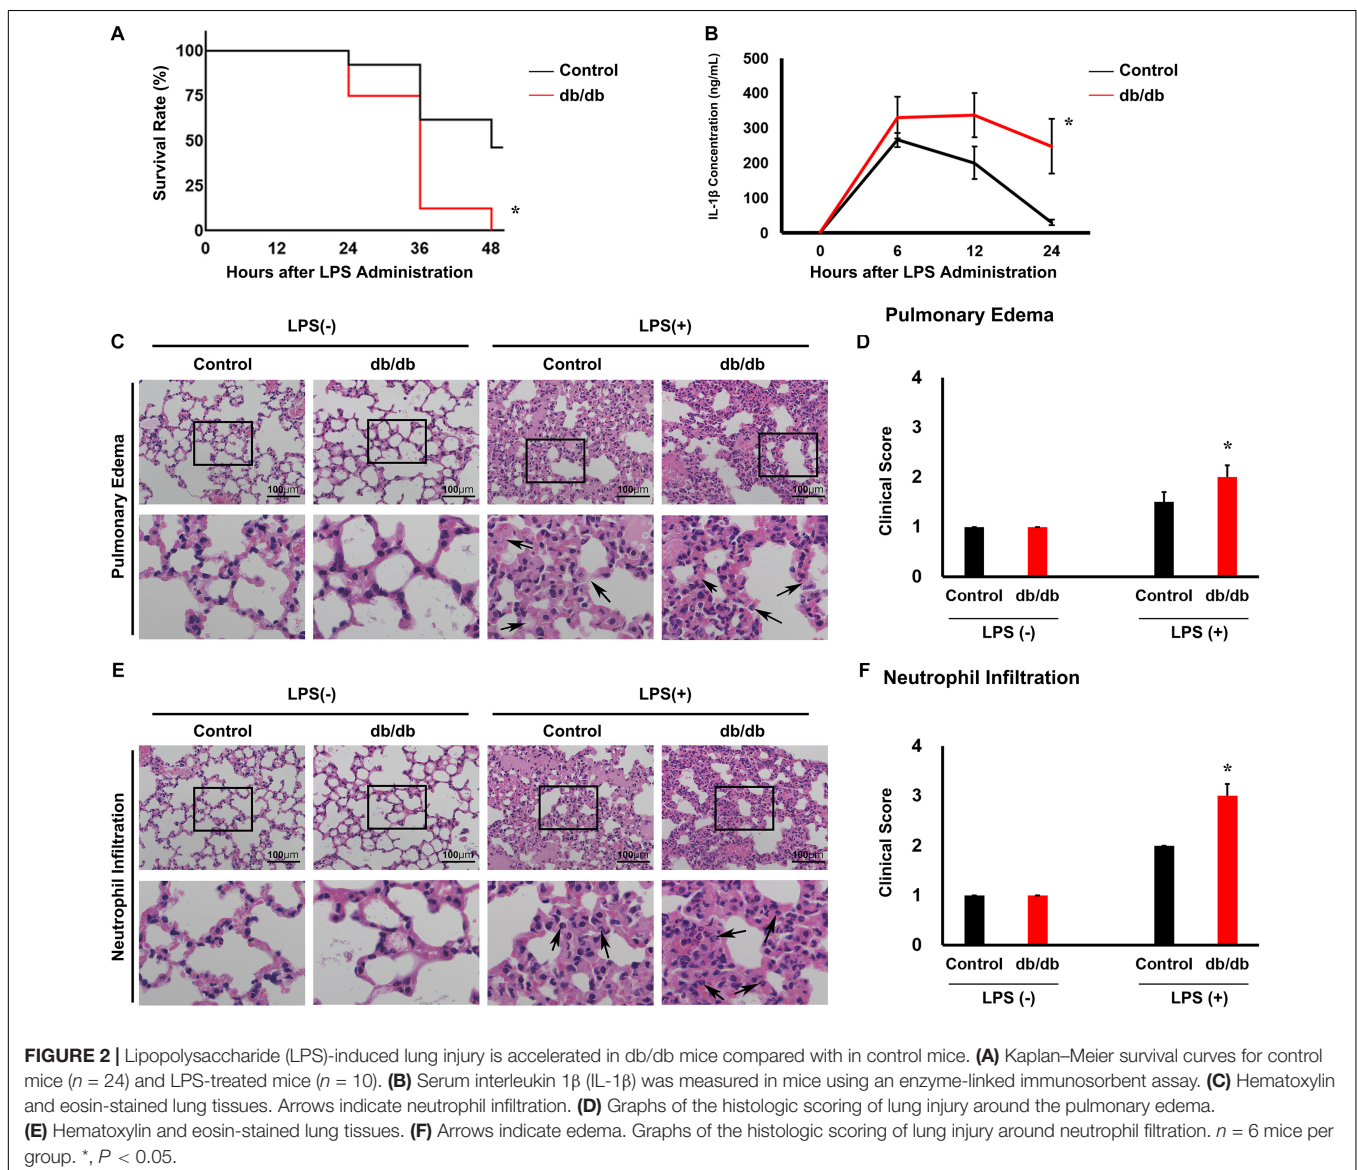 A
Survival Rate (%)
100
75
50
25
0
0 12 24 36 48
Hours after LPS Administration
Control
db/db
*
B
IL-1β Concentration (ng/mL)
500
400
300
200
100
0
0 6 12 24
Hours after LPS Administration
Control
db/db
*
C
LPS(-) LPS(+)
Control db/db Control db/db
Pulmonary Edema
100μm 100μm 100μm 100μm
Pulmonary Edema
D
Clinical Score
4
3
2
1
0
*
Control db/db Control db/db
LPS (-) LPS (+)
E
LPS(-) LPS(+)
Control db/db Control db/db
Neutrophil Infiltration
100μm 100μm 100μm 100μm
F Neutrophil Infiltration
Clinical Score
4
3
2
1
0
*
Control db/db Control db/db
LPS (-) LPS (+)
FIGURE 2 | Lipopolysaccharide (LPS)-induced lung injury is accelerated in db/db mice compared with in control mice. (A) Kaplan–Meier survival curves for control
mice (n = 24) and LPS-treated mice (n = 10). (B) Serum interleukin 1β (IL-1β) was measured in mice using an enzyme-linked immunosorbent assay. (C) Hematoxylin
and eosin-stained lung tissues. Arrows indicate neutrophil infiltration. (D) Graphs of the histologic scoring of lung injury around the pulmonary edema.
(E) Hematoxylin and eosin-stained lung tissues. (F) Arrows indicate edema. Graphs of the histologic scoring of lung injury around neutrophil filtration. n = 6 mice per
group. *, P < 0.05.